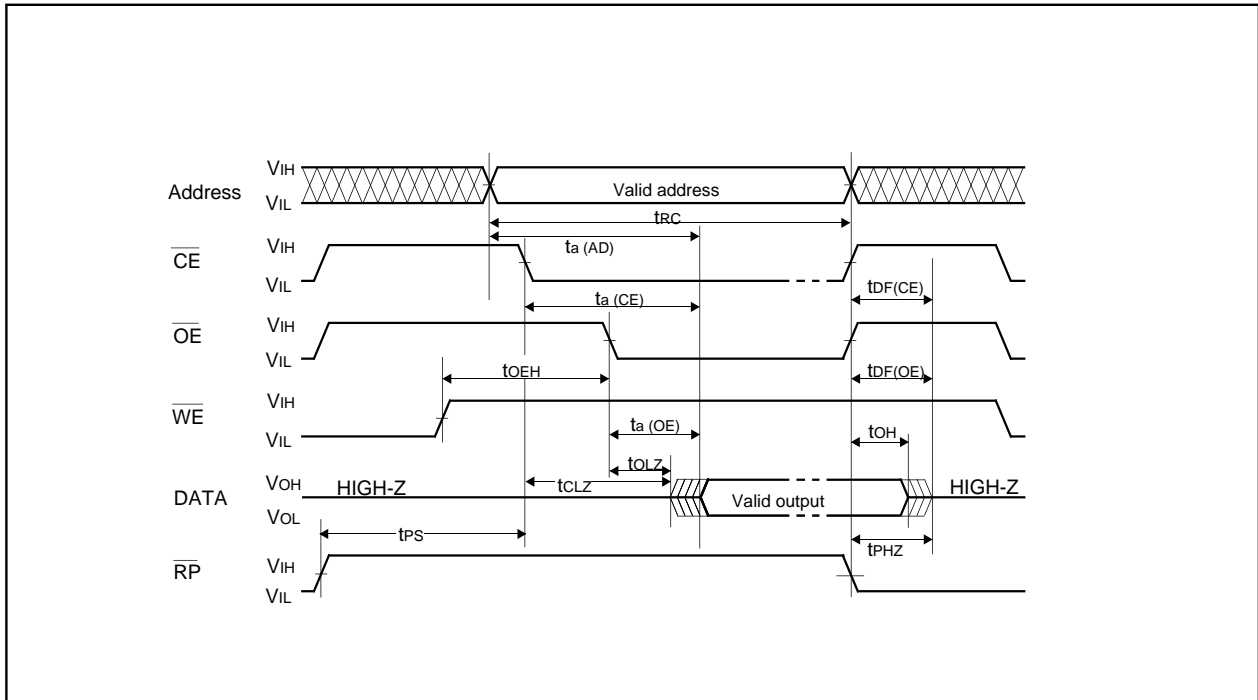 Address
VIH
VIL
Valid address
tRC
ta (AD)
CE
VIH
VIL
ta (CE)
tDF(CE)
OE
VIH
VIL
tOEH
tDF(OE)
WE
VIH
VIL
ta (OE)
tOH
tOLZ
tCLZ
DATA
VOH
VOL
HIGH-Z
Valid output
HIGH-Z
tPS
tPHZ
RP
VIH
VIL